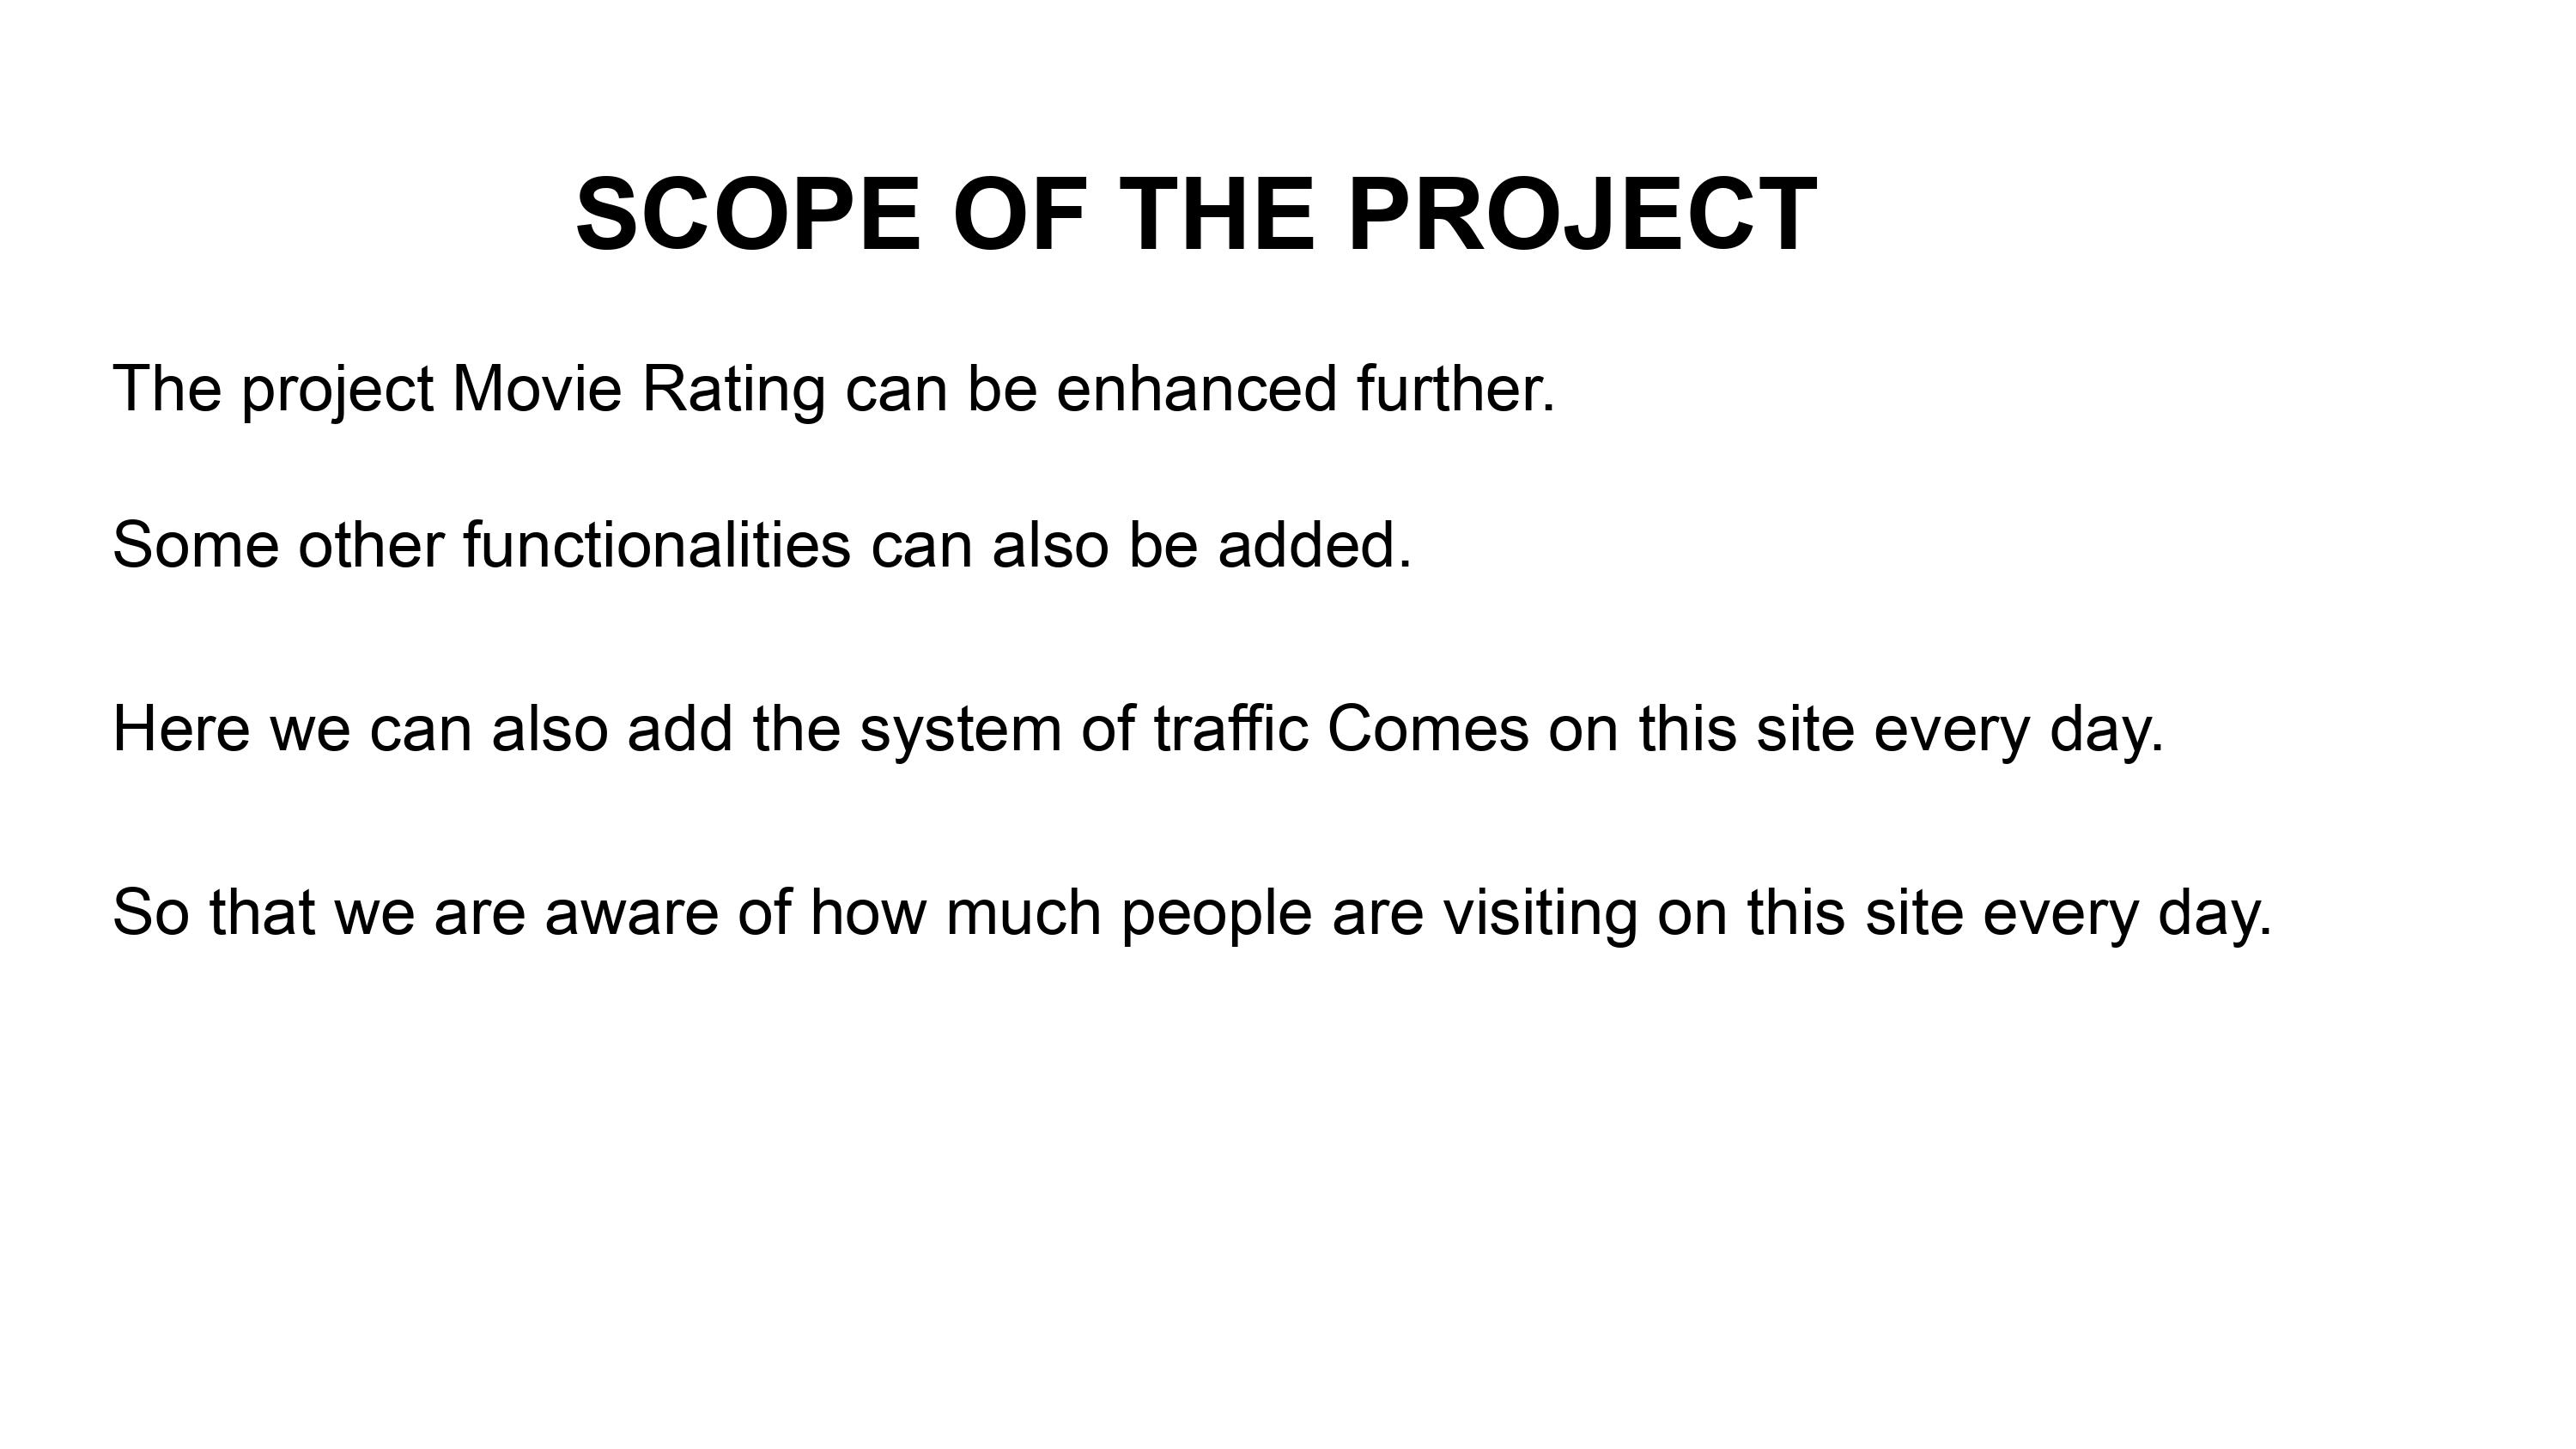 SCOPE OF THE PROJECT
The project Movie Rating can be enhanced further.
Some other functionalities can also be added.
Here we can also add the system of traffic Comes on this site every day.
So that we are aware of how much people are visiting on this site every day.